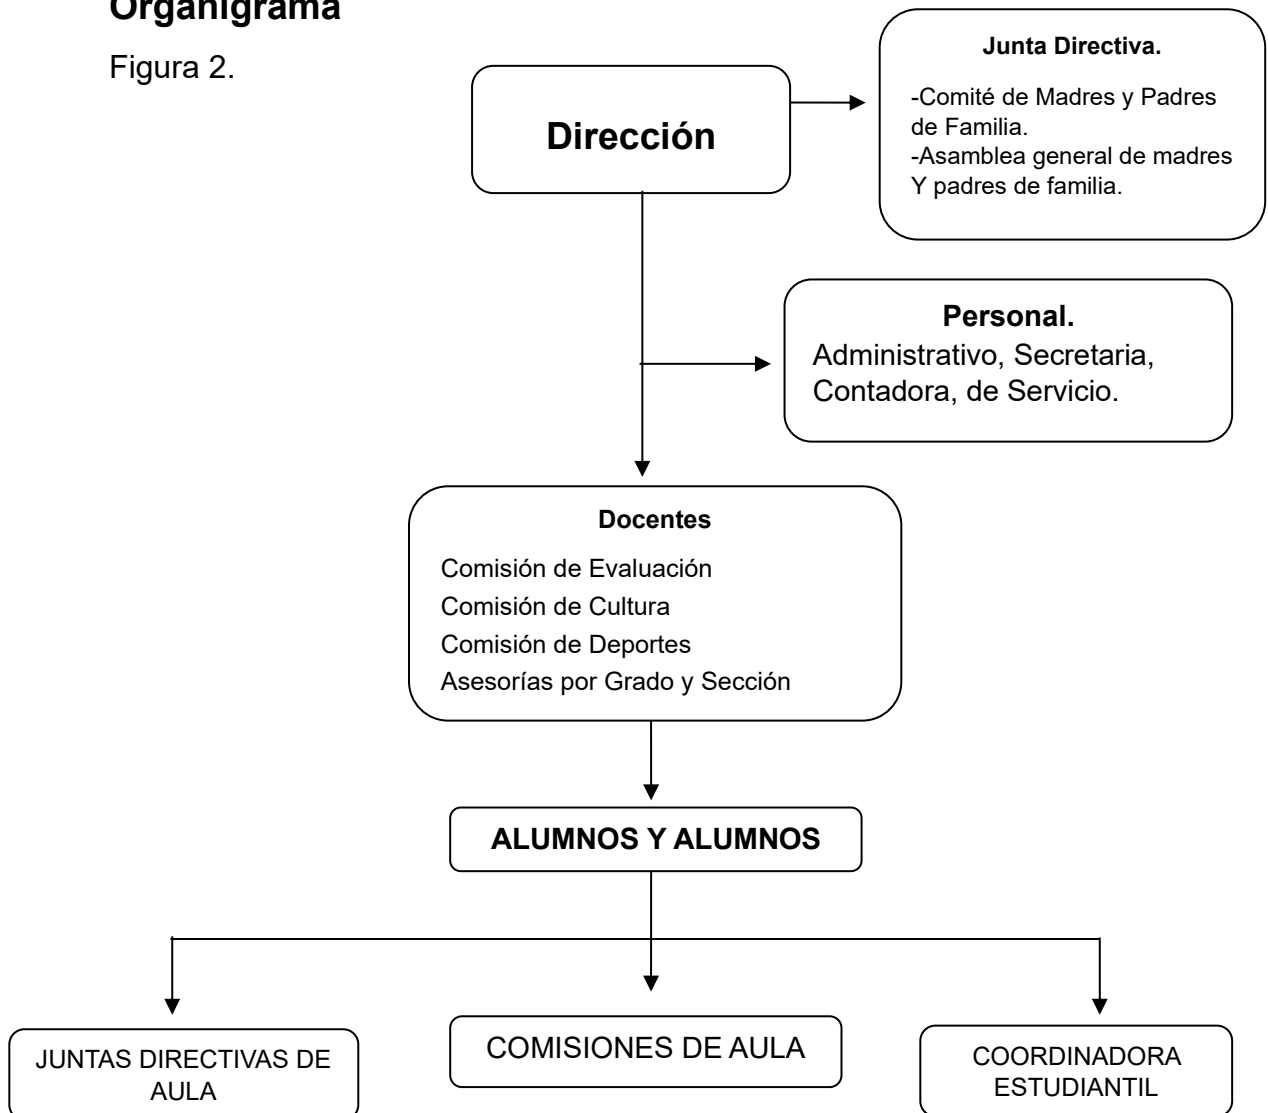 Organigrama
Figura 2.
Dirección
Junta Directiva.
-Comité de Madres y Padres
de Familia.
-Asamblea general de madres
Y padres de familia.
Personal.
Administrativo, Secretaria,
Contadora, de Servicio.
Docentes
Comisión de Evaluación
Comisión de Cultura
Comisión de Deportes
Asesorías por Grado y Sección
ALUMNOS Y ALUMNOS
JUNTAS DIRECTIVAS DE
AULA
COMISIONES DE AULA
COORDINADORA
ESTUDIANTIL